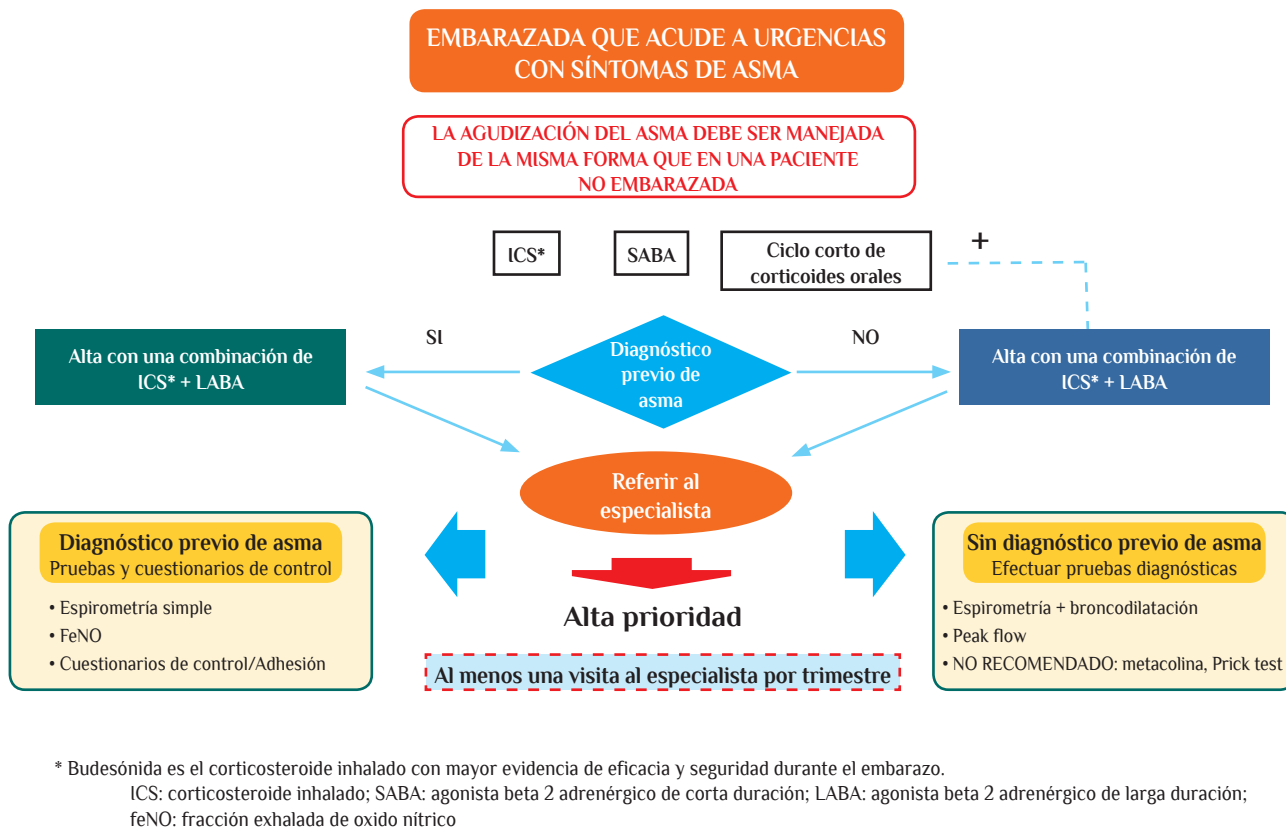 EMBARAZADA QUE ACUDE A URGENCIAS
CON SÍNTOMAS DE ASMA
LA AGUDIZACIÓN DEL ASMA DEBE SER MANEJADA
DE LA MISMA FORMA QUE EN UNA PACIENTE
NO EMBARAZADA
ICS*
SABA
Ciclo corto de
corticoides orales
+
SI
NO
Alta con una combinación de
ICS* + LABA
Diagnóstico
previo de
asma
Alta con una combinación de
ICS* + LABA
Referir al
especialista
Diagnóstico previo de asma
Pruebas y cuestionarios de control
• Espirometría simple
• FeNO
• Cuestionarios de control/Adhesión
Alta prioridad
Al menos una visita al especialista por trimestre
Sin diagnóstico previo de asma
Efectuar pruebas diagnósticas
• Espirometría + broncodilatación
• Peak flow
• NO RECOMENDADO: metacolina, Prick test
* Budesónida es el corticosteroide inhalado con mayor evidencia de eficacia y seguridad durante el embarazo.
ICS: corticosteroide inhalado; SABA: agonista beta 2 adrenérgico de corta duración; LABA: agonista beta 2 adrenérgico de larga duración;
feNO: fracción exhalada de oxido nítrico